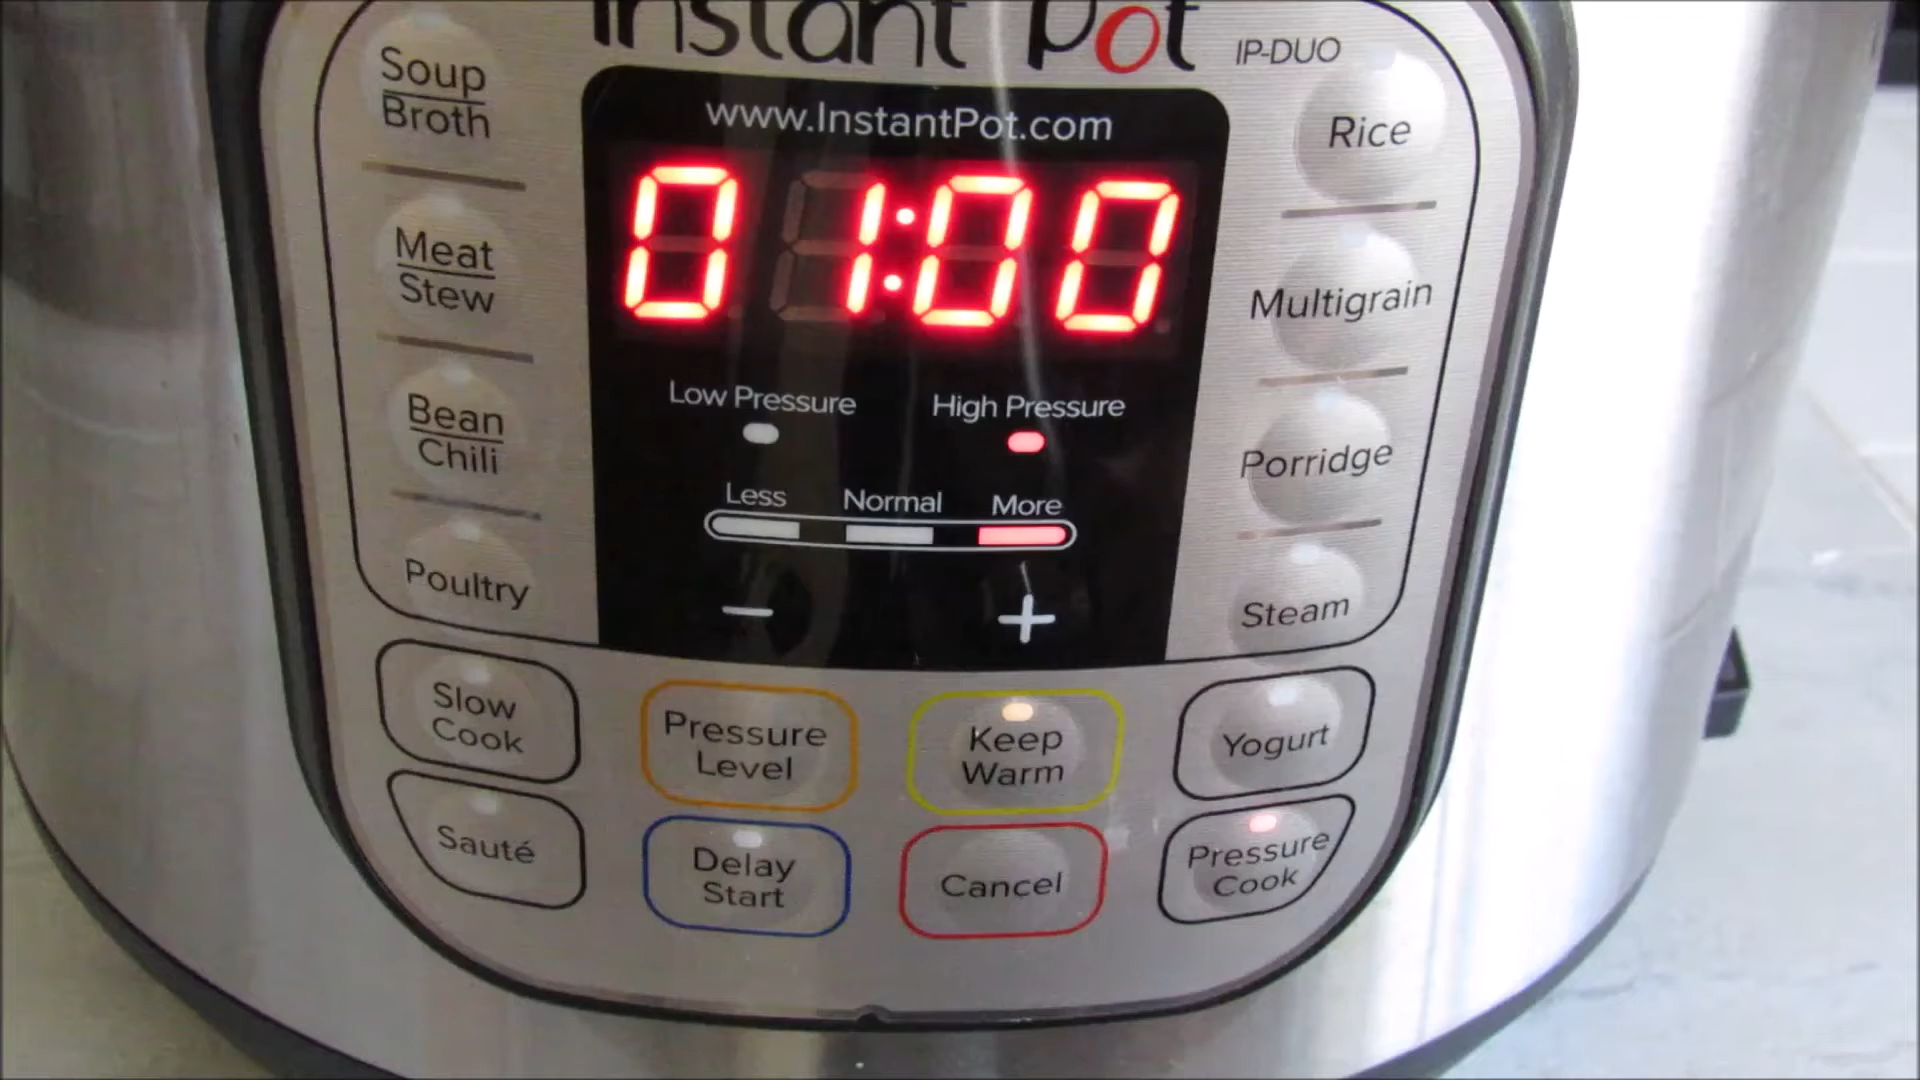 Instant Pot
IP-DUO
www.InstantPot.com
01:00
Low Pressure
High Pressure
Less
Normal
More
−
+
Soup
Broth
Meat
Stew
Bean
Chili
Poultry
Rice
Multigrain
Porridge
Steam
Slow
Cook
Pressure
Level
Keep
Warm
Yogurt
Sauté
Delay
Start
Cancel
Pressure
Cook